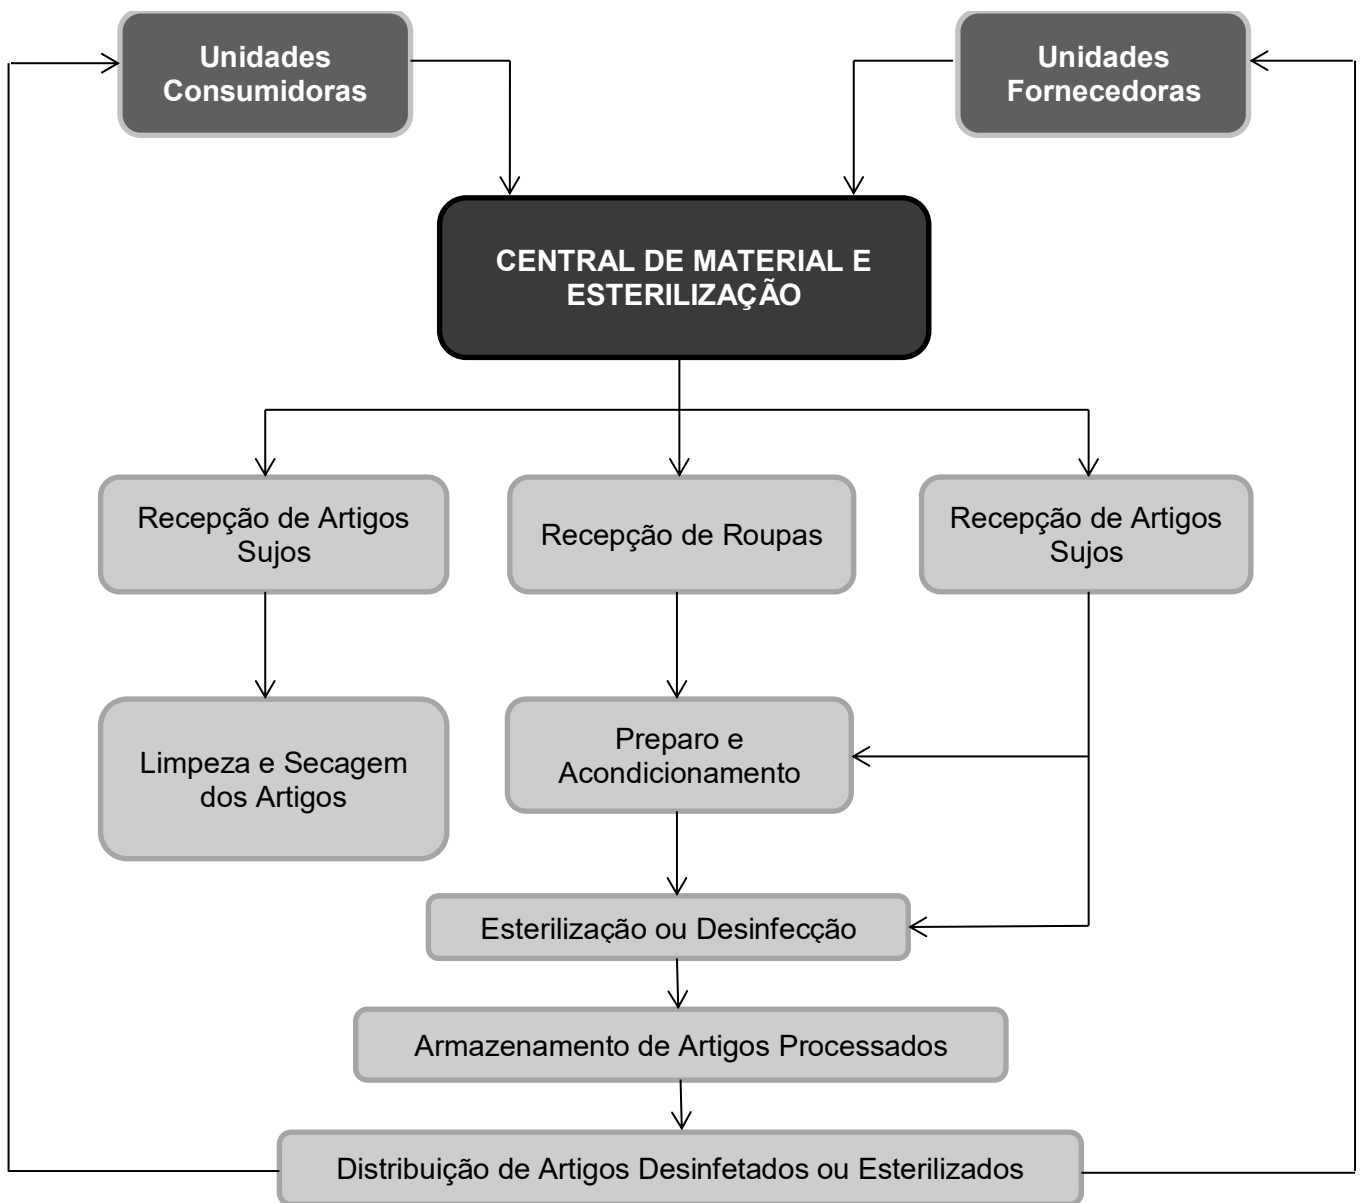 Unidades
Consumidoras
Unidades
Fornecedoras
CENTRAL DE MATERIAL E
ESTERILIZAÇÃO
Recepção de Artigos
Sujos
Recepção de Roupas
Recepção de Artigos
Sujos
Limpeza e Secagem
dos Artigos
Preparo e
Acondicionamento
Esterilização ou Desinfecção
Armazenamento de Artigos Processados
Distribuição de Artigos Desinfetados ou Esterilizados